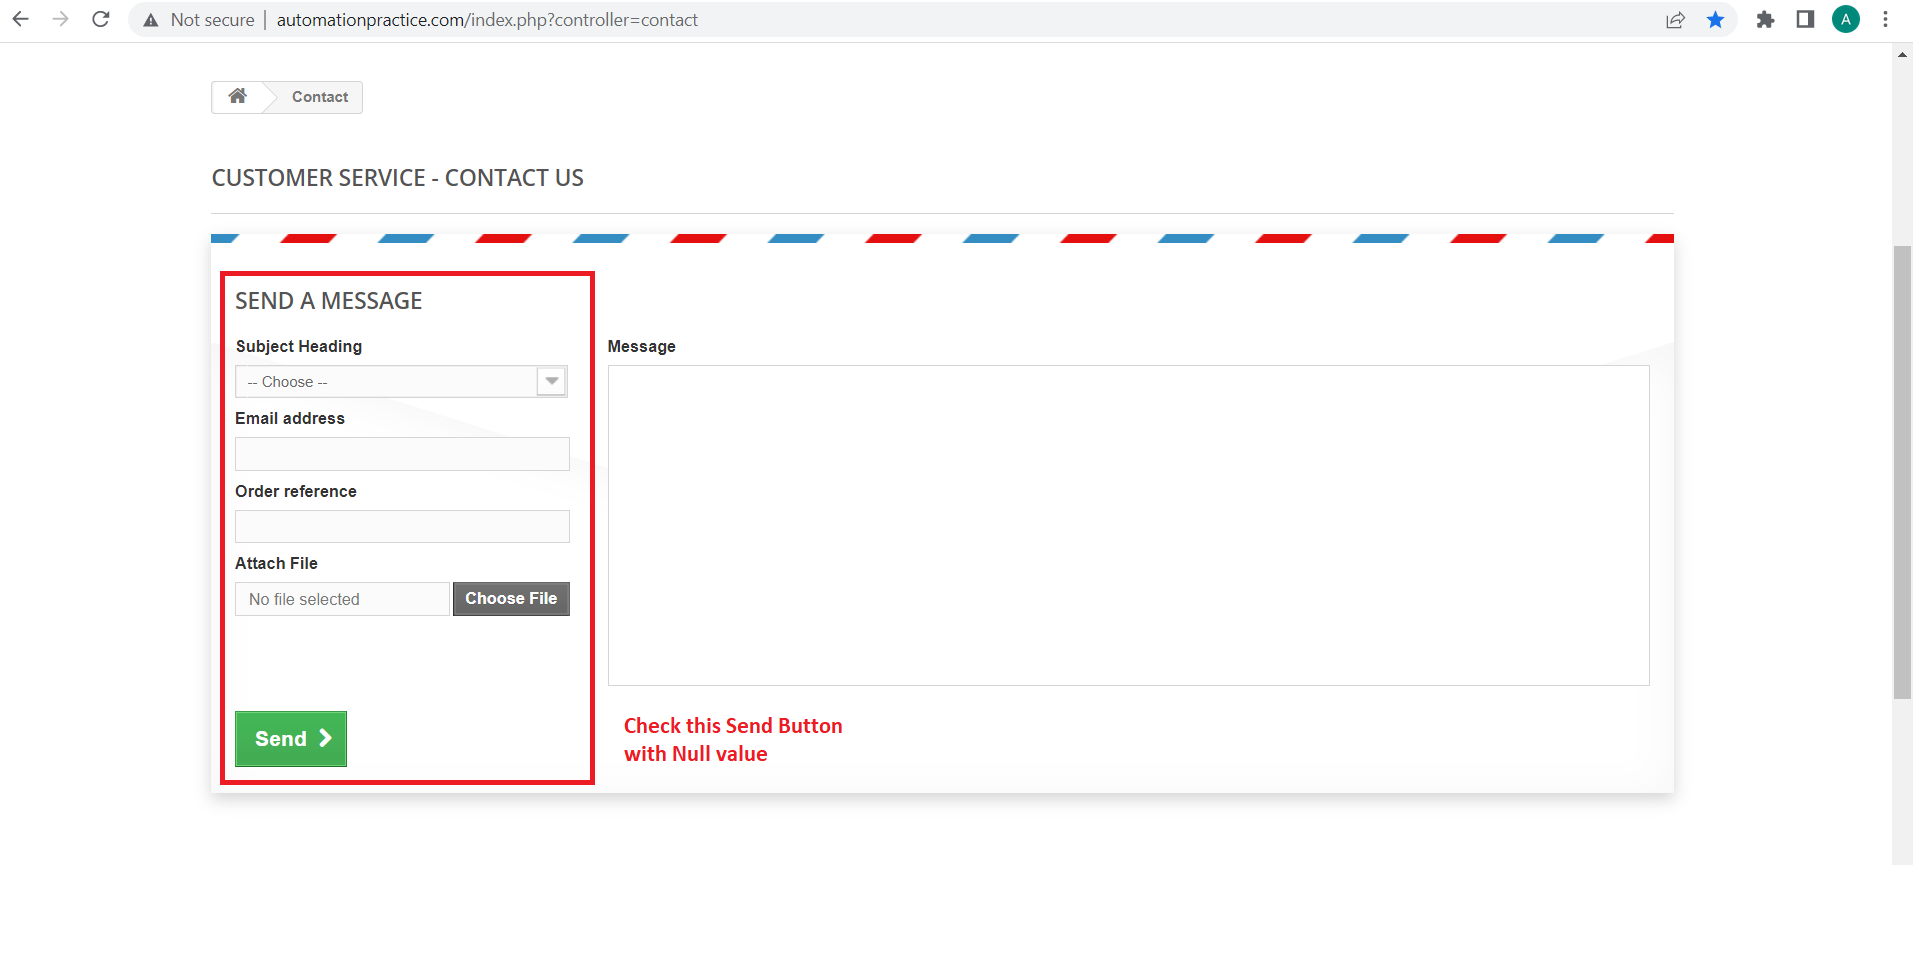 Not secure | automationpractice.com/index.php?controller=contact
A
Contact
CUSTOMER SERVICE - CONTACT US
SEND A MESSAGE
Subject Heading
-- Choose --
Email address
Order reference
Attach File
No file selected
Choose File
Send
Message
Check this Send Button
with Null value